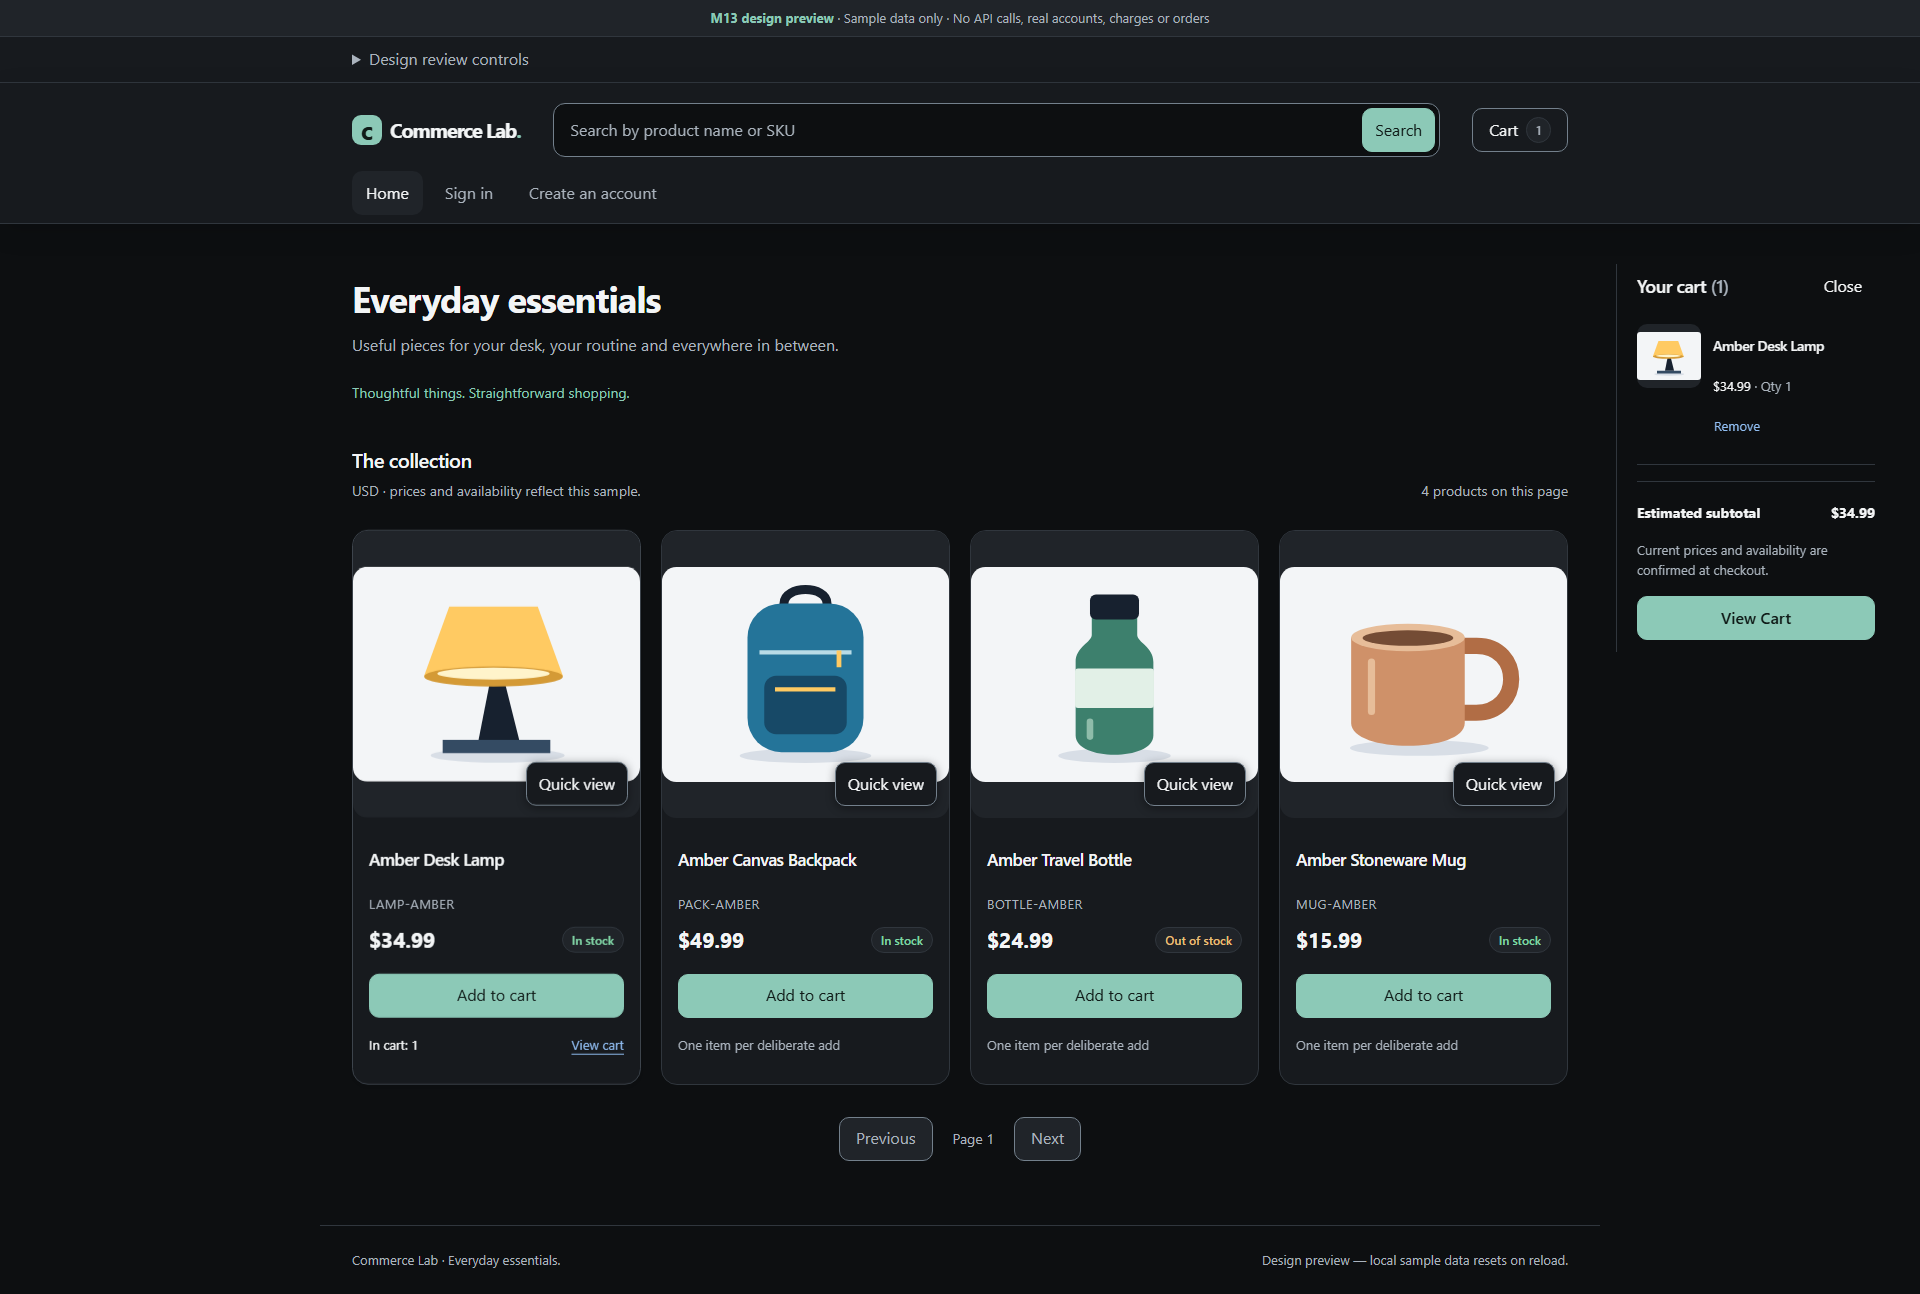 M13 design preview · Sample data only · No API calls, real accounts, charges or orders
Design review controls
c Commerce Lab.
Search by product name or SKU
Search
Cart 1
Home
Sign in
Create an account
Everyday essentials
Useful pieces for your desk, your routine and everywhere in between.
Thoughtful things. Straightforward shopping.
The collection
USD · prices and availability reflect this sample.
4 products on this page
Quick view
Amber Desk Lamp
LAMP-AMBER
$34.99
In stock
Add to cart
In cart: 1
View cart
Quick view
Amber Canvas Backpack
PACK-AMBER
$49.99
In stock
Add to cart
One item per deliberate add
Quick view
Amber Travel Bottle
BOTTLE-AMBER
$24.99
Out of stock
Add to cart
One item per deliberate add
Quick view
Amber Stoneware Mug
MUG-AMBER
$15.99
In stock
Add to cart
One item per deliberate add
Previous
Page 1
Next
Your cart (1)
Close
Amber Desk Lamp
$34.99 · Qty 1
Remove
Estimated subtotal
$34.99
Current prices and availability are
confirmed at checkout.
View Cart
Commerce Lab · Everyday essentials.
Design preview — local sample data resets on reload.